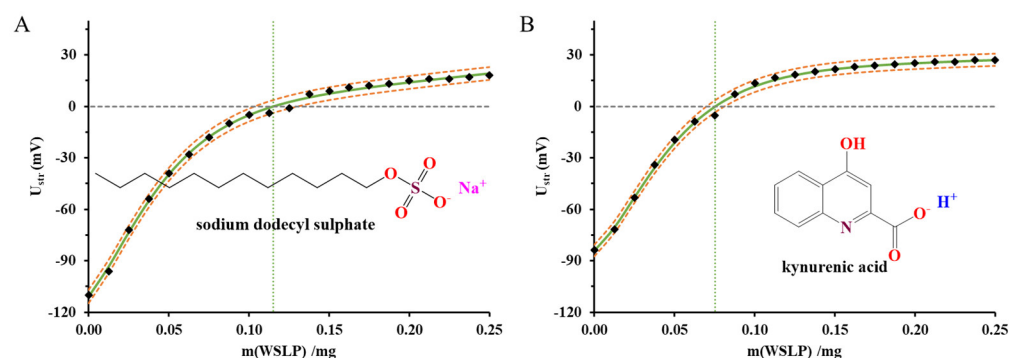 A
30
0
-30
-60
-90
-120
U_str (mV)
0.00 0.05 0.10 0.15 0.20 0.25
m(WSLP) /mg
O
O
S
O
O-
Na+
sodium dodecyl sulphate
B
30
0
-30
-60
-90
-120
U_str (mV)
0.00 0.05 0.10 0.15 0.20 0.25
m(WSLP) /mg
OH
N
O-
O
H+
kynurenic acid